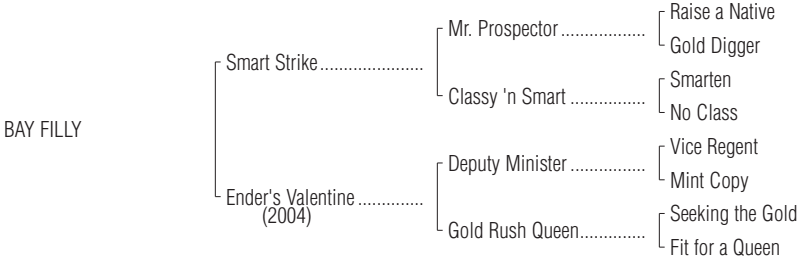 Raise a Native
Mr. Prospector..................
Gold Digger
Smart Strike......................
Smarten
Classy 'n Smart ................
No Class
BAY FILLY
Vice Regent
Deputy Minister ................
Mint Copy
Ender's Valentine ..............
(2004)
Seeking the Gold
Gold Rush Queen..............
Fit for a Queen